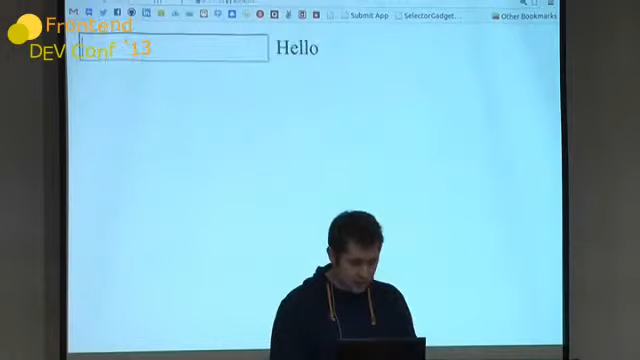 Frontend
DEV Conf '13
Submit App
SelectorGadget...
Other Bookmarks
Hello